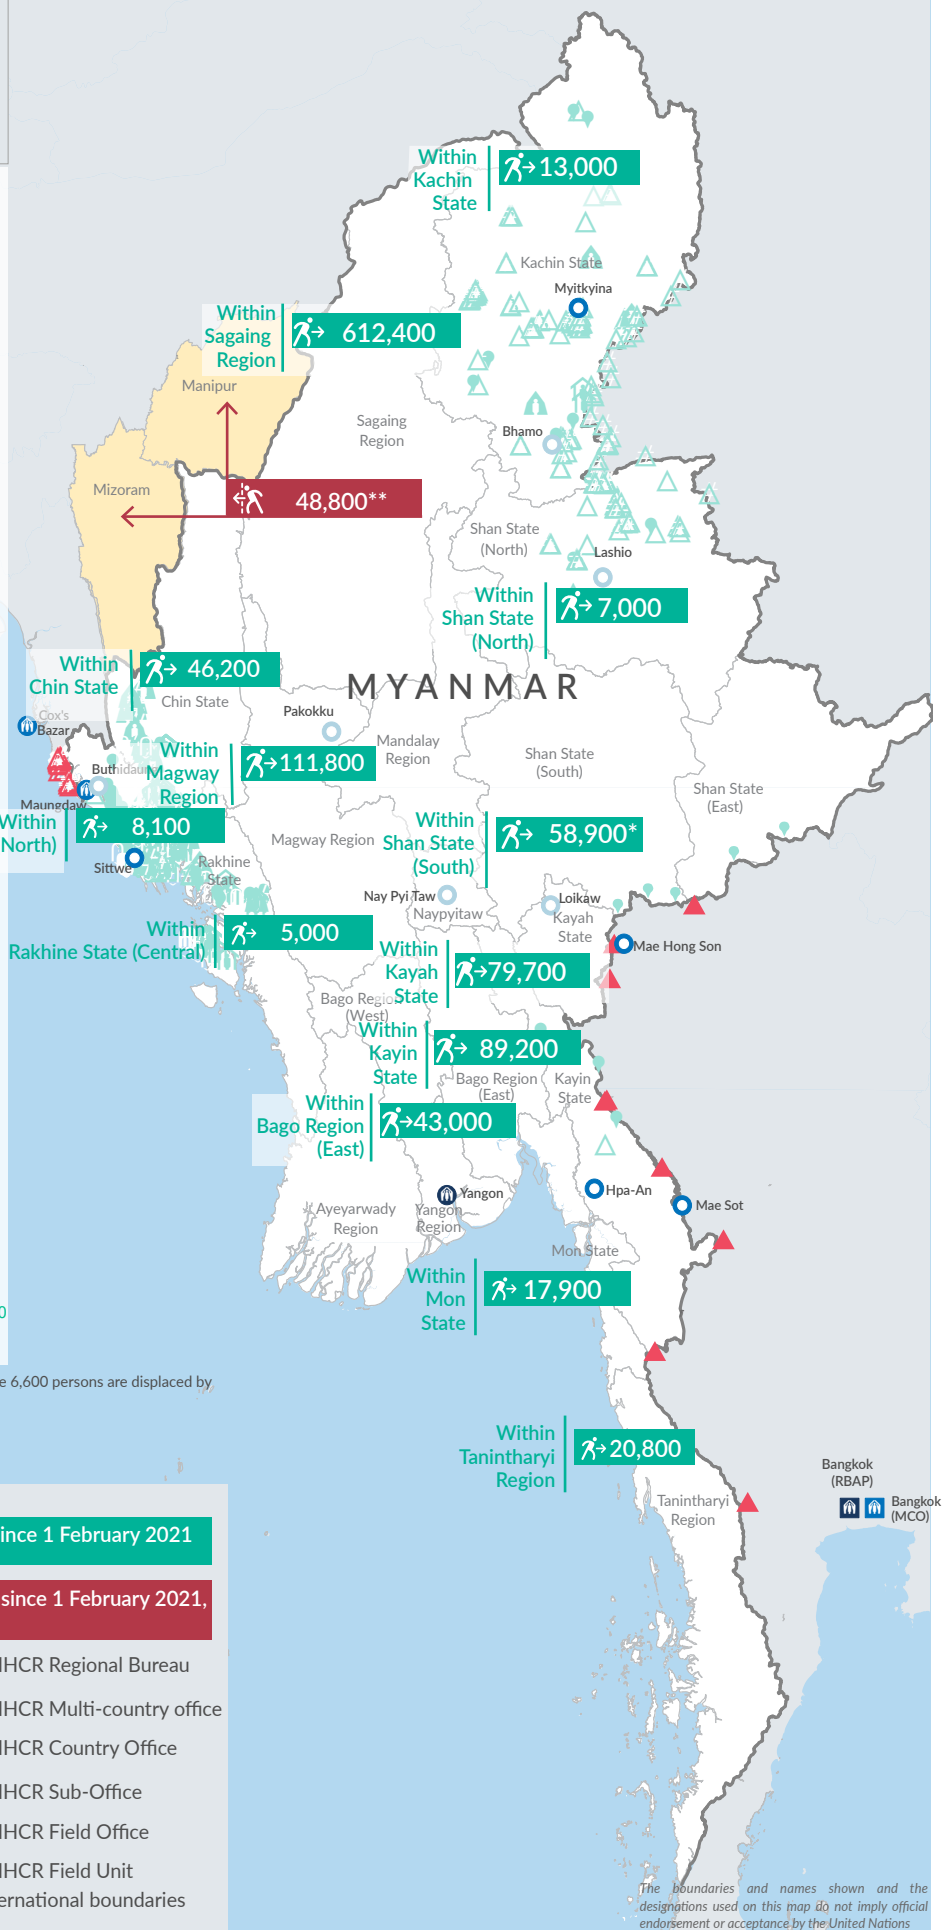 Within
Kachin
State
13,000
Kachin State
Myitkyina
Within
Sagaing
Region
612,400
Manipur
Sagaing
Region
Bhamo
Mizoram
48,800**
Shan State
(North)
Lashio
Within
Shan State
(North)
7,000
Within
Chin State
46,200
Chin State
MYANMAR
Pakokku
Cox's
Bazar
Mandalay
Region
Shan State
(South)
Within
Magway
Region
111,800
Shan State
(East)
Maungdaw
Within
North)
8,100
Magway Region
Within
Shan State
(South)
58,900*
Sittwe
Rakhine
State
Nay Pyi Taw
Naypyitaw
Loikaw
Kayah
State
Within
Rakhine State (Central)
5,000
Mae Hong Son
Within
Kayah
State
79,700
Bago Region
(West)
Within
Kayin
State
89,200
Bago Region
(East)
Kayin
State
Within
Bago Region
(East)
43,000
Yangon
Yangon
Region
Ayeyarwady
Region
Hpa-An
Mae Sot
Mon State
Within
Mon
State
17,900
0
e 6,600 persons are displaced by
Within
Tanintharyi
Region
20,800
Tanintharyi
Region
Bangkok
(RBAP)
Bangkok
(MCO)
ince 1 February 2021
since 1 February 2021,
HCR Regional Bureau
HCR Multi-country office
HCR Country Office
HCR Sub-Office
HCR Field Office
HCR Field Unit
ernational boundaries
The boundaries and names shown and the
designations used on this map do not imply official
endorsement or acceptance by the United Nations